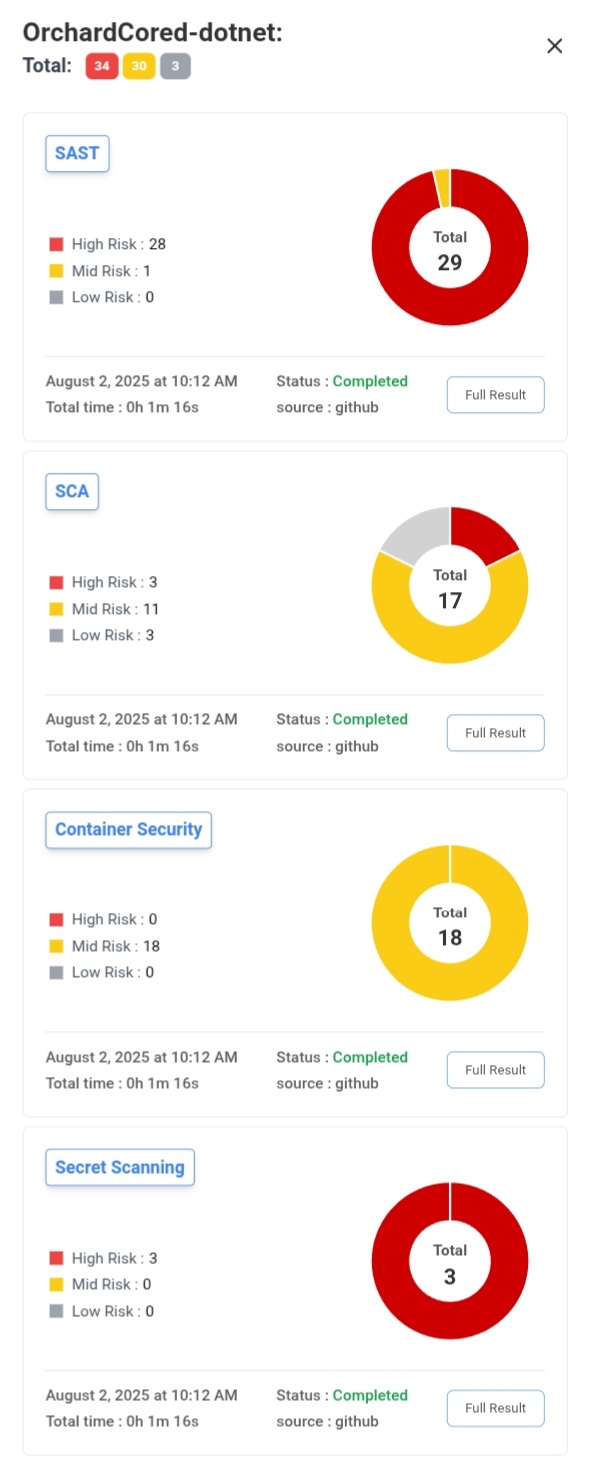 OrchardCored-dotnet:
Total: 34 30 3
SAST
High Risk : 28
Mid Risk : 1
Low Risk : 0
Total
29
August 2, 2025 at 10:12 AM
Total time : 0h 1m 16s
Status : Completed
source : github
Full Result
SCA
High Risk : 3
Mid Risk : 11
Low Risk : 3
Total
17
August 2, 2025 at 10:12 AM
Total time : 0h 1m 16s
Status : Completed
source : github
Full Result
Container Security
High Risk : 0
Mid Risk : 18
Low Risk : 0
Total
18
August 2, 2025 at 10:12 AM
Total time : 0h 1m 16s
Status : Completed
source : github
Full Result
Secret Scanning
High Risk : 3
Mid Risk : 0
Low Risk : 0
Total
3
August 2, 2025 at 10:12 AM
Total time : 0h 1m 16s
Status : Completed
source : github
Full Result